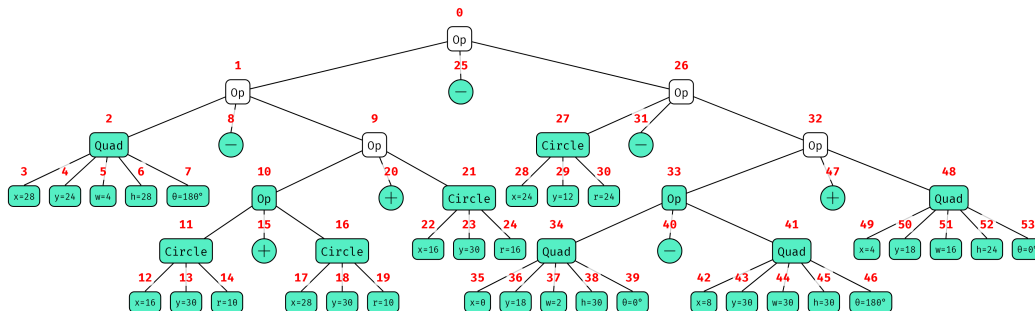 0
Op
1 25 26
Op − Op
2 8 9 27 31 32
Quad − Op Circle − Op
3 4 5 6 7 10 20 21 28 29 30 33 47 48
x=28 y=24 w=4 h=28 θ=180° Op + Circle x=24 y=12 r=24 Op + Quad
11 15 16 22 23 24 34 40 41 49 50 51 52 53
Circle + Circle x=16 y=30 r=16 Quad − Quad x=4 y=18 w=16 h=24 θ=0°
12 13 14 17 18 19 35 36 37 38 39 42 43 44 45 46
x=16 y=30 r=10 x=28 y=30 r=10 x=0 y=18 w=2 h=30 θ=0° x=8 y=30 w=30 h=30 θ=180°